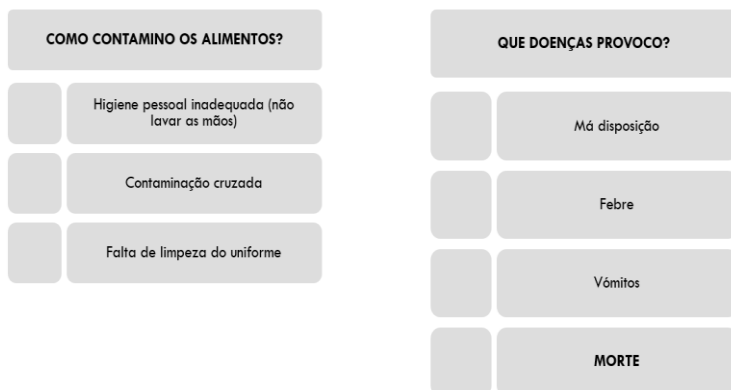 COMO CONTAMINO OS ALIMENTOS?
Higiene pessoal inadequada (não
lavar as mãos)
Contaminação cruzada
Falta de limpeza do uniforme
QUE DOENÇAS PROVOCO?
Má disposição
Febre
Vómitos
MORTE